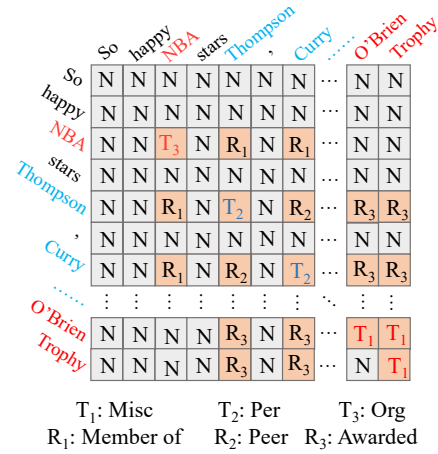 So happy NBA stars Thompson , Curry ...... O'Brien Trophy
So N N N N N N N ... N N
happy N N N N N N N ... N N
NBA N N T₃ N R₁ N R₁ ... N N
stars N N N N N N N ... N N
Thompson N N R₁ N T₂ N R₂ ... R₃ R₃
, N N N N N N N ... N N
Curry N N R₁ N R₂ N T₂ ... R₃ R₃
...... ⋮ ⋮ ⋮ ⋮ ⋮ ⋮ ⋮ ⋱ ⋮ ⋮
O'Brien N N N N R₃ N R₃ ... T₁ T₁
Trophy N N N N R₃ N R₃ ... N T₁
T₁: Misc T₂: Per T₃: Org
R₁: Member of R₂: Peer R₃: Awarded